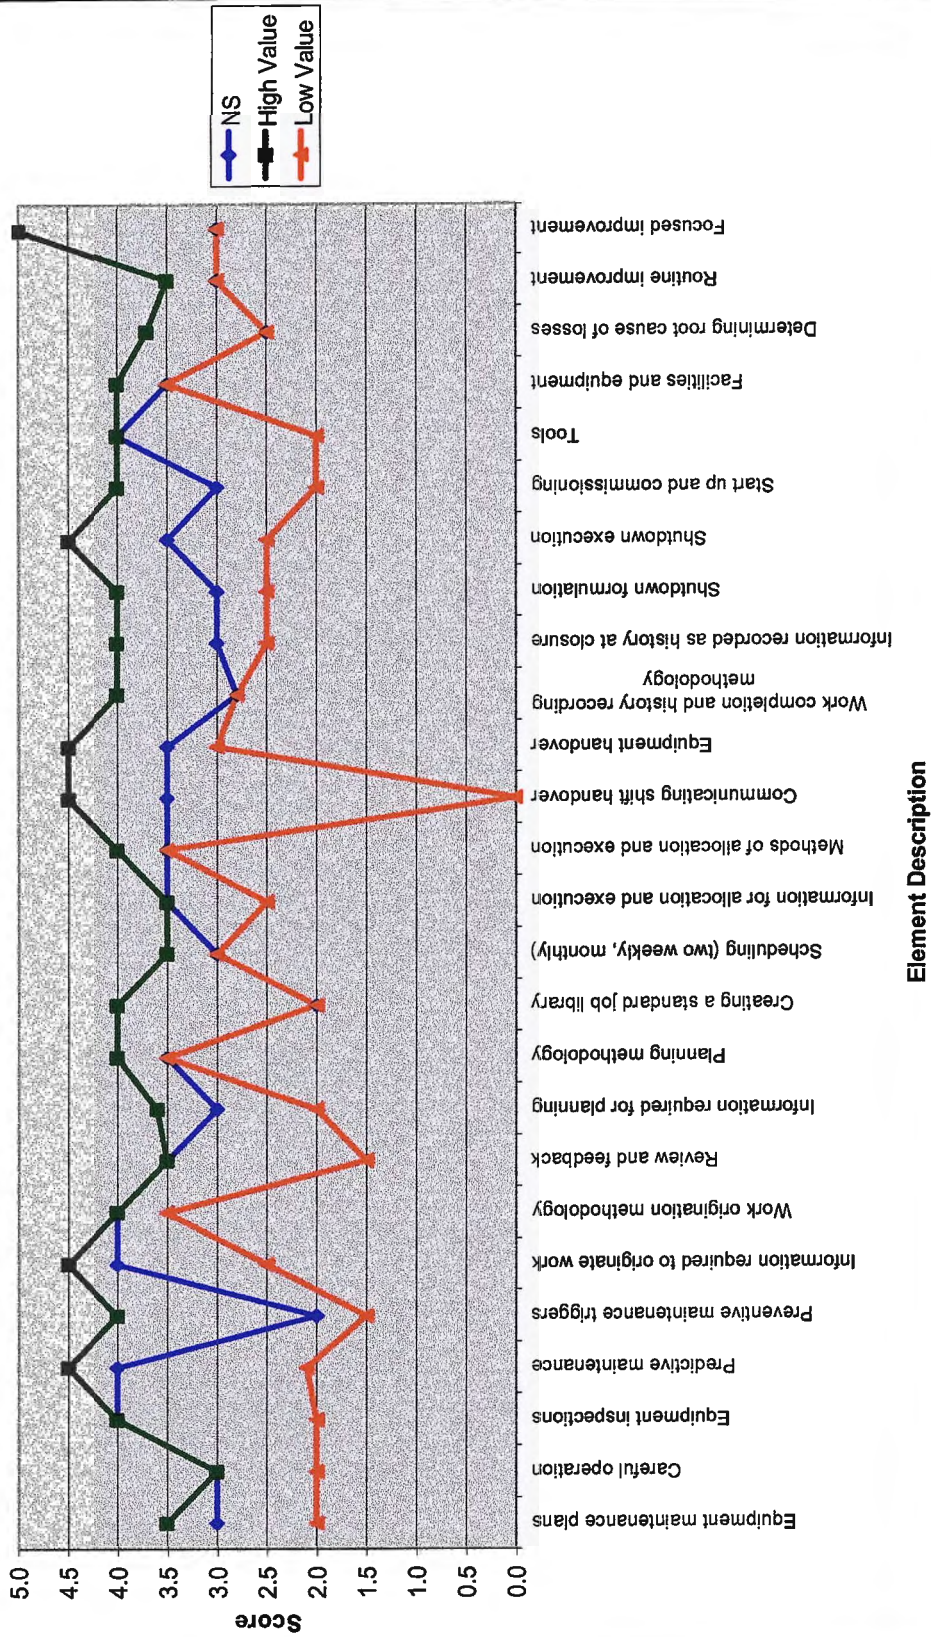 NS
High Value
Low Value
Score
5.0
4.5
4.0
3.5
3.0
2.5
2.0
1.5
1.0
0.5
0.0
Equipment maintenance plans
Careful operation
Equipment inspections
Predictive maintenance
Preventive maintenance triggers
Information required to originate work
Work origination methodology
Review and feedback
Information required for planning
Planning methodology
Creating a standard job library
Scheduling (two weekly, monthly)
Information for allocation and execution
Methods of allocation and execution
Communicating shift handover
Equipment handover
Work completion and history recording
methodology
Information recorded as history at closure
Shutdown formulation
Shutdown execution
Start up and commissioning
Tools
Facilities and equipment
Determining root cause of losses
Routine improvement
Focused improvement
Element Description